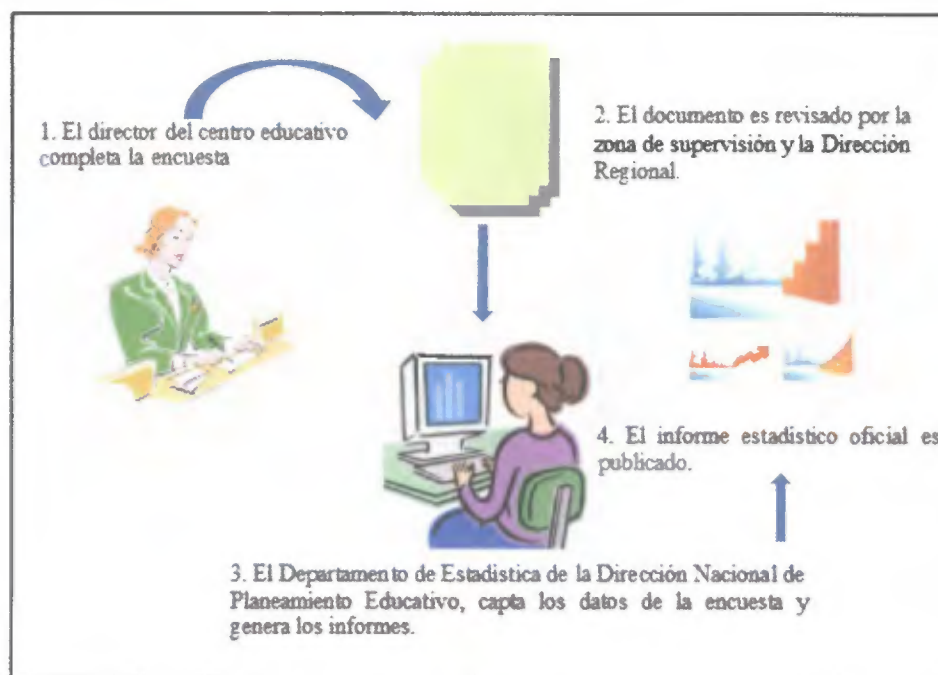 1. El director del centro educativo
completa la encuesta
2. El documento es revisado por la
zona de supervisión y la Dirección
Regional.
3. El Departamento de Estadistica de la Dirección Nacional de
Planeamiento Educativo, capta los datos de la encuesta y
genera los informes.
4. El informe estadistico oficial es
publicado.